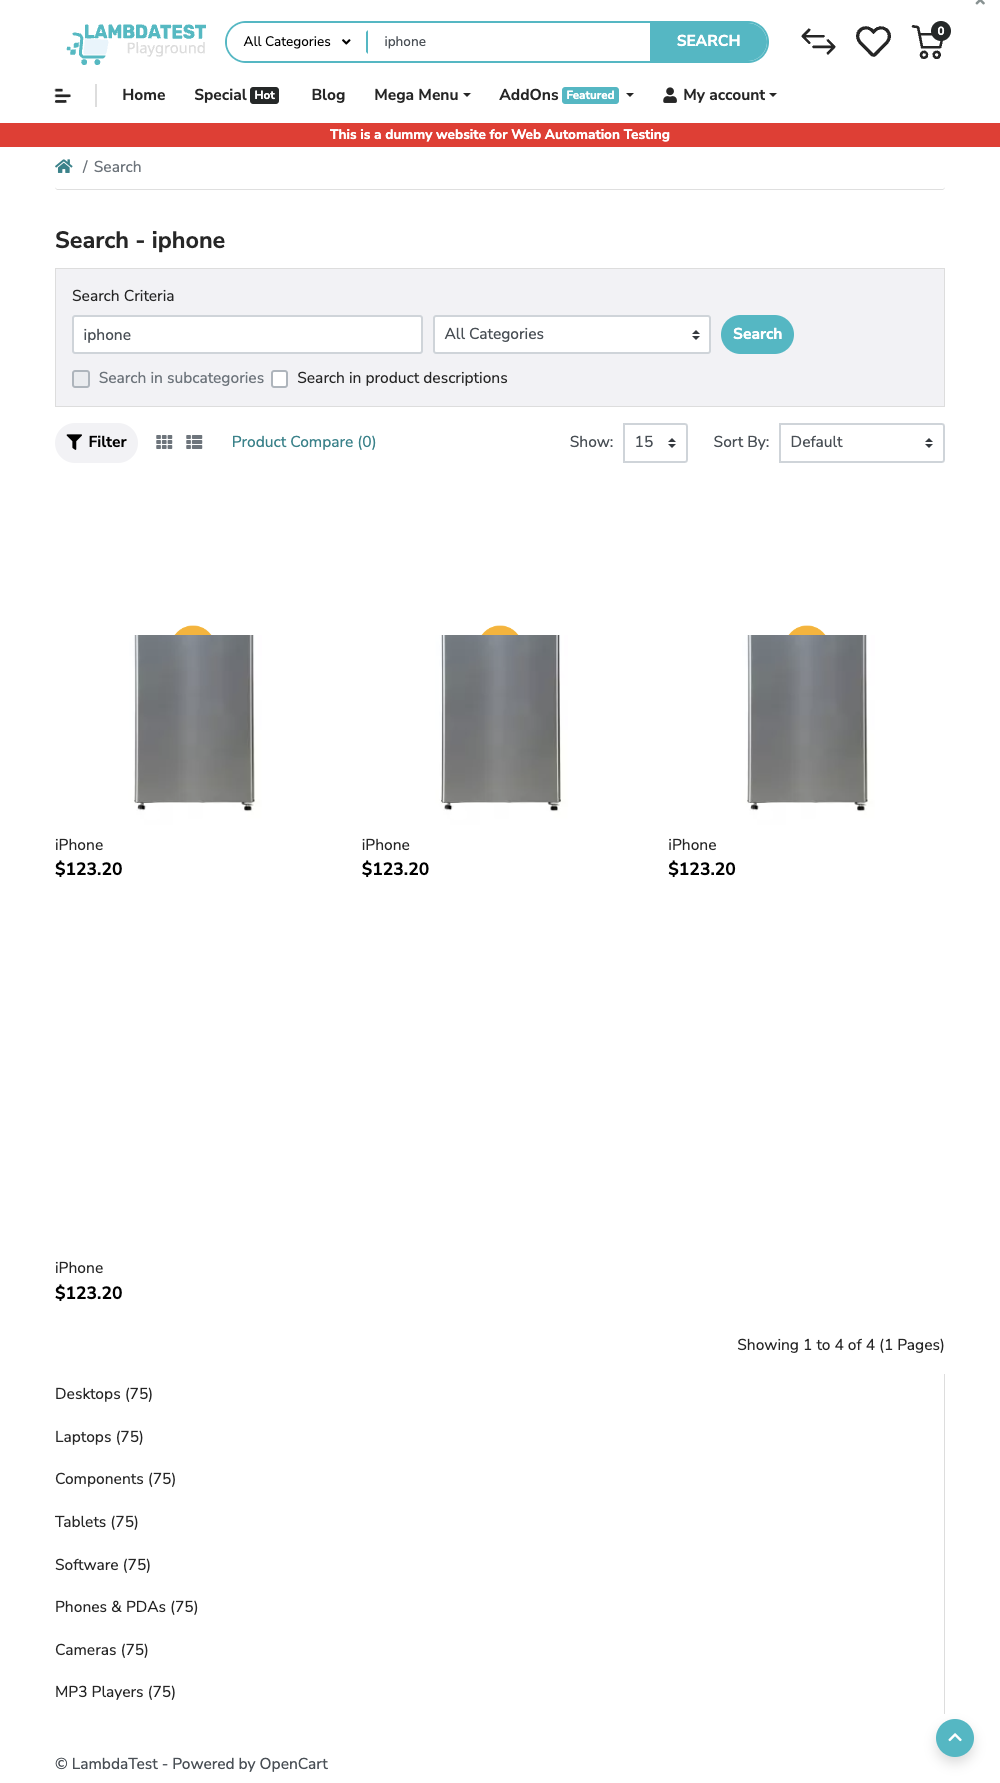 LAMBDATEST
Playground
All Categories
iphone
SEARCH
0
Home
Special Hot
Blog
Mega Menu
AddOns Featured
My account
This is a dummy website for Web Automation Testing
/ Search
Search - iphone
Search Criteria
iphone
All Categories
Search
Search in subcategories
Search in product descriptions
Filter
Product Compare (0)
Show:
15
Sort By:
Default
iPhone
$123.20
iPhone
$123.20
iPhone
$123.20
iPhone
$123.20
Showing 1 to 4 of 4 (1 Pages)
Desktops (75)
Laptops (75)
Components (75)
Tablets (75)
Software (75)
Phones & PDAs (75)
Cameras (75)
MP3 Players (75)
© LambdaTest - Powered by OpenCart